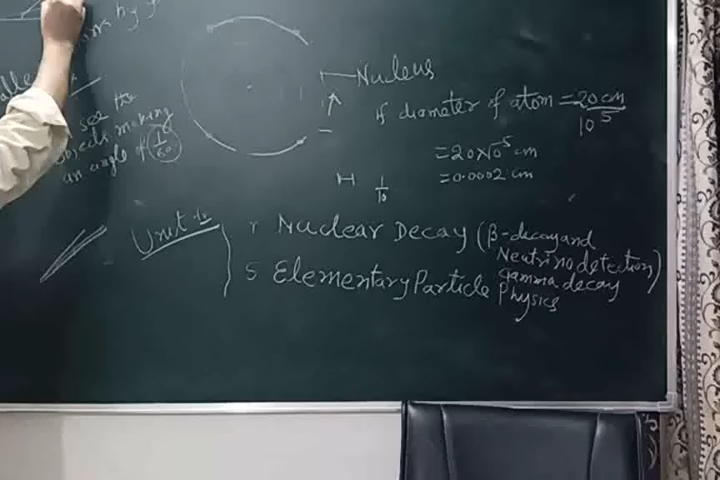 by
see the
objects making
an angle of 1/60
Nucleus
if diameter of atom = 20 cm
10^5
= 20×10^-5 cm
= 0.0002 cm
1/10
Unit
Nuclear Decay (β-decay and
Neutrino detection)
gamma decay
5 Elementary Particle Physics